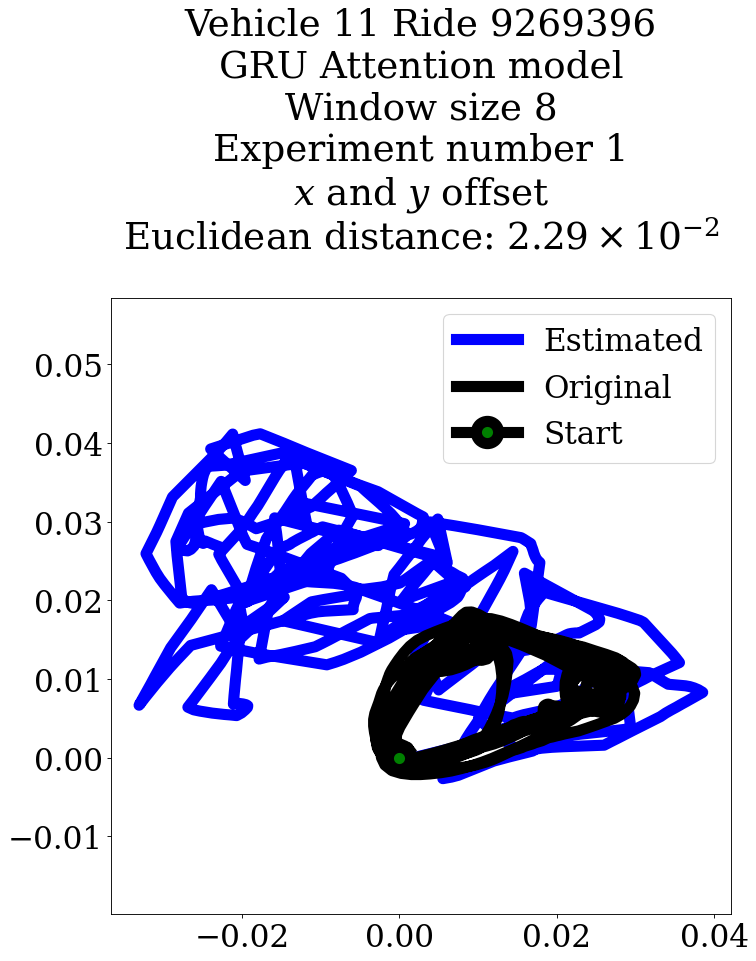 Vehicle 11 Ride 9269396
GRU Attention model
Window size 8
Experiment number 1
x and y offset
Euclidean distance: 2.29 × 10⁻²
Estimated
Original
Start
0.05
0.04
0.03
0.02
0.01
0.00
−0.01
−0.02 0.00 0.02 0.04